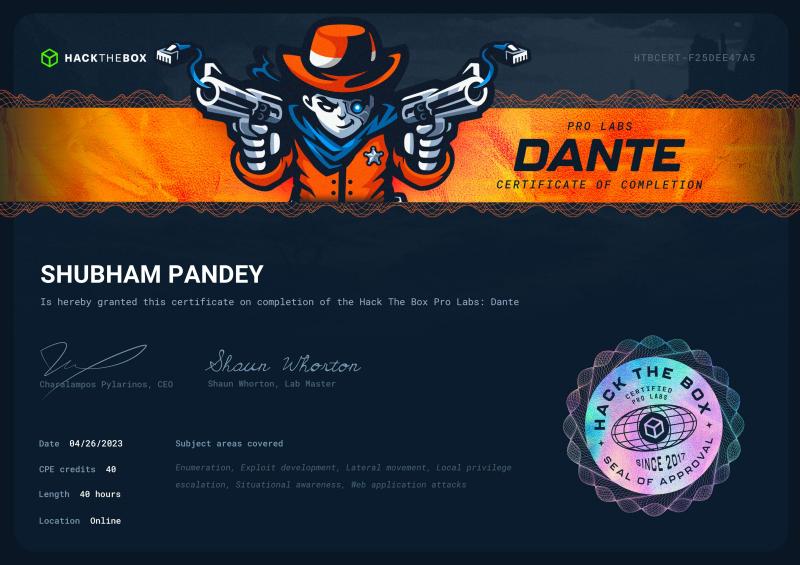 HACKTHEBOX
HTBCERT-F25DEE47A5
PRO LABS
DANTE
CERTIFICATE OF COMPLETION
SHUBHAM PANDEY
Is hereby granted this certificate on completion of the Hack The Box Pro Labs: Dante
Shaun Whorton
Charalampos Pylarinos, CEO
Shaun Whorton, Lab Master
Date 04/26/2023
CPE credits 40
Length 40 hours
Location Online
Subject areas covered
Enumeration, Exploit development, Lateral movement, Local privilege
escalation, Situational awareness, Web application attacks
HACK THE BOX
CERTIFIED
PRO LABS
SINCE 2017
SEAL OF APPROVAL